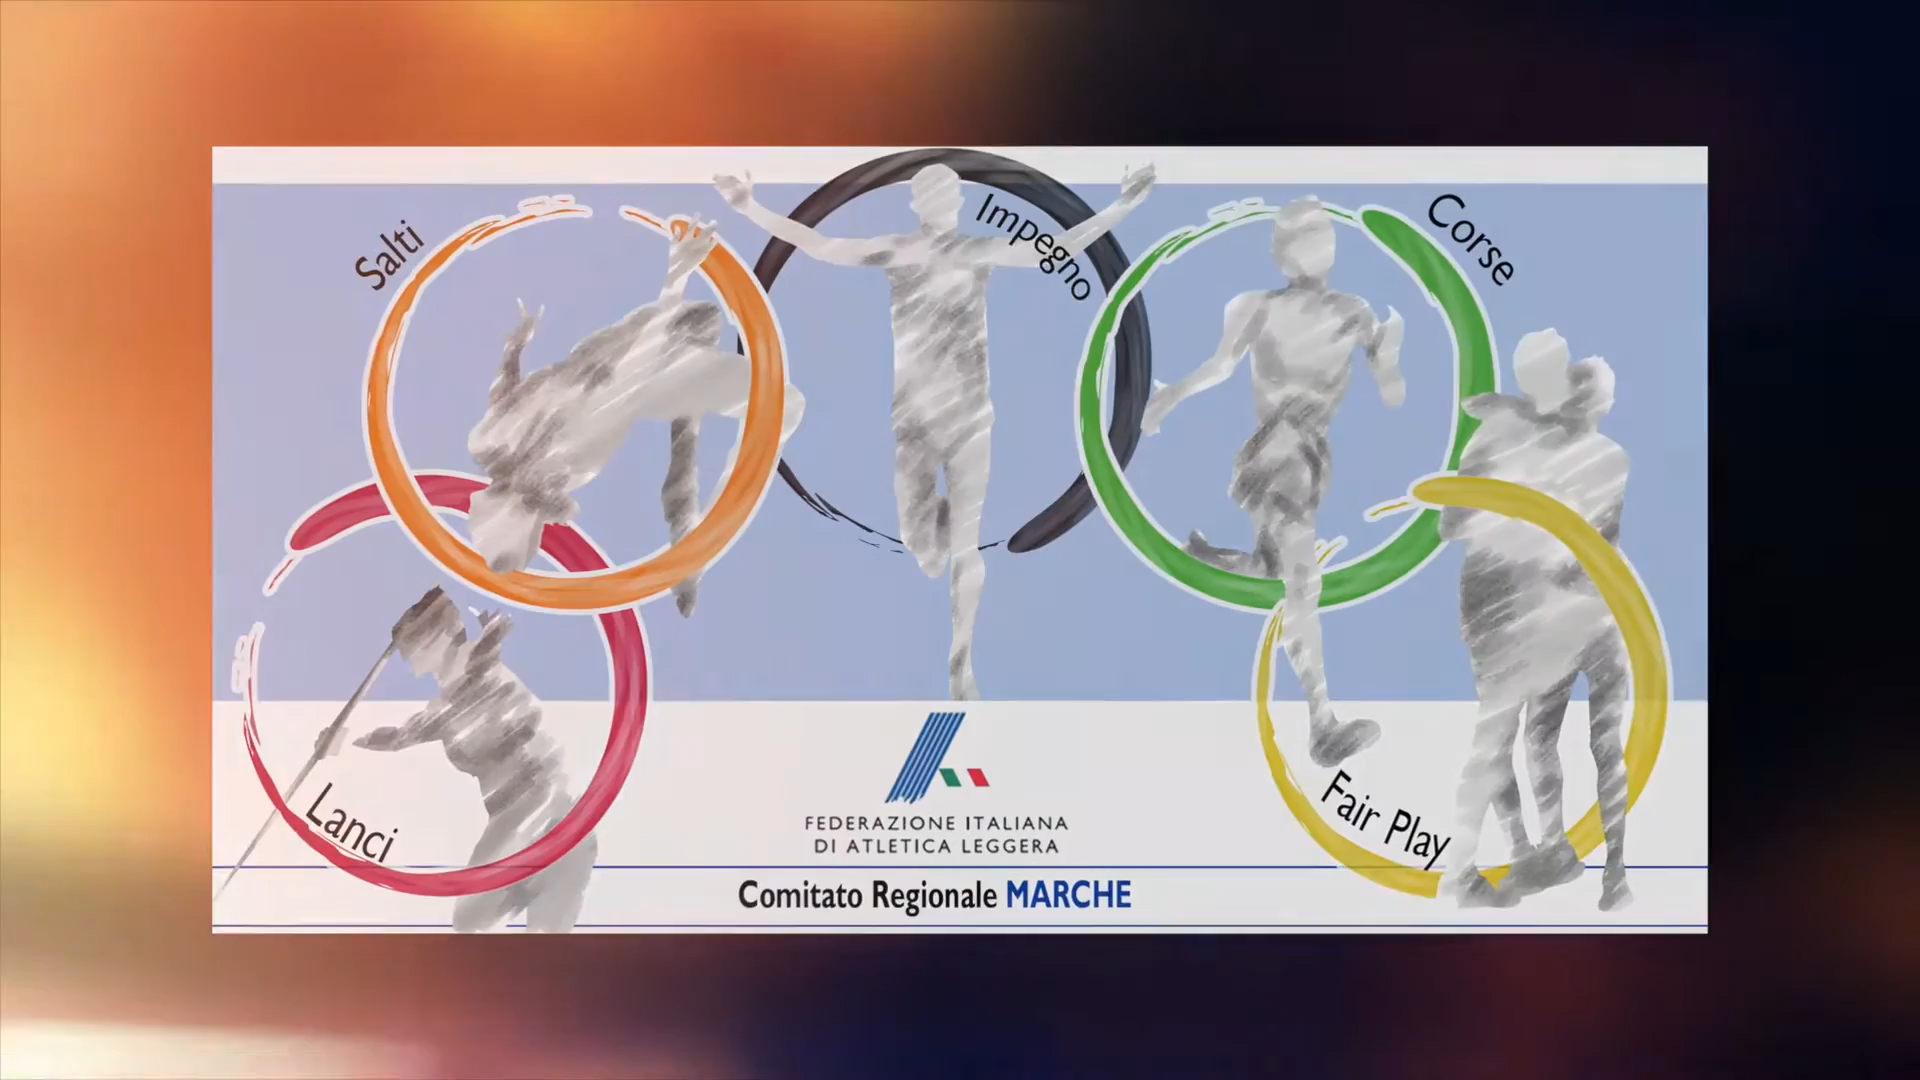 Salti
Impegno
Corse
Lanci
Fair Play
FEDERAZIONE ITALIANA
DI ATLETICA LEGGERA
Comitato Regionale MARCHE